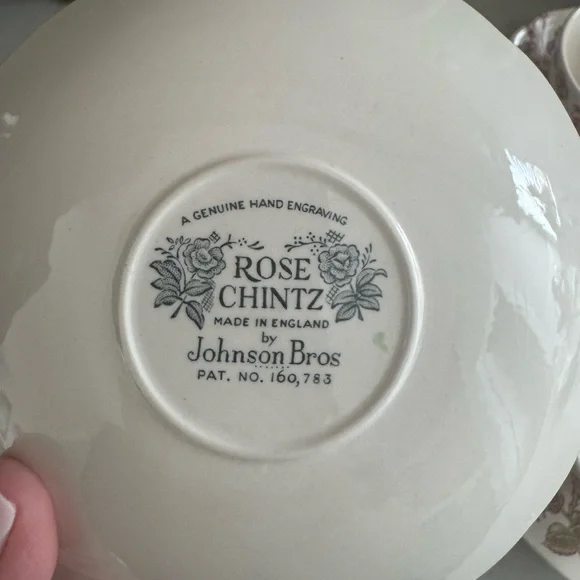 A GENUINE HAND ENGRAVING
ROSE
CHINTZ
MADE IN ENGLAND
by
Johnson Bros
PAT. NO. 160,783